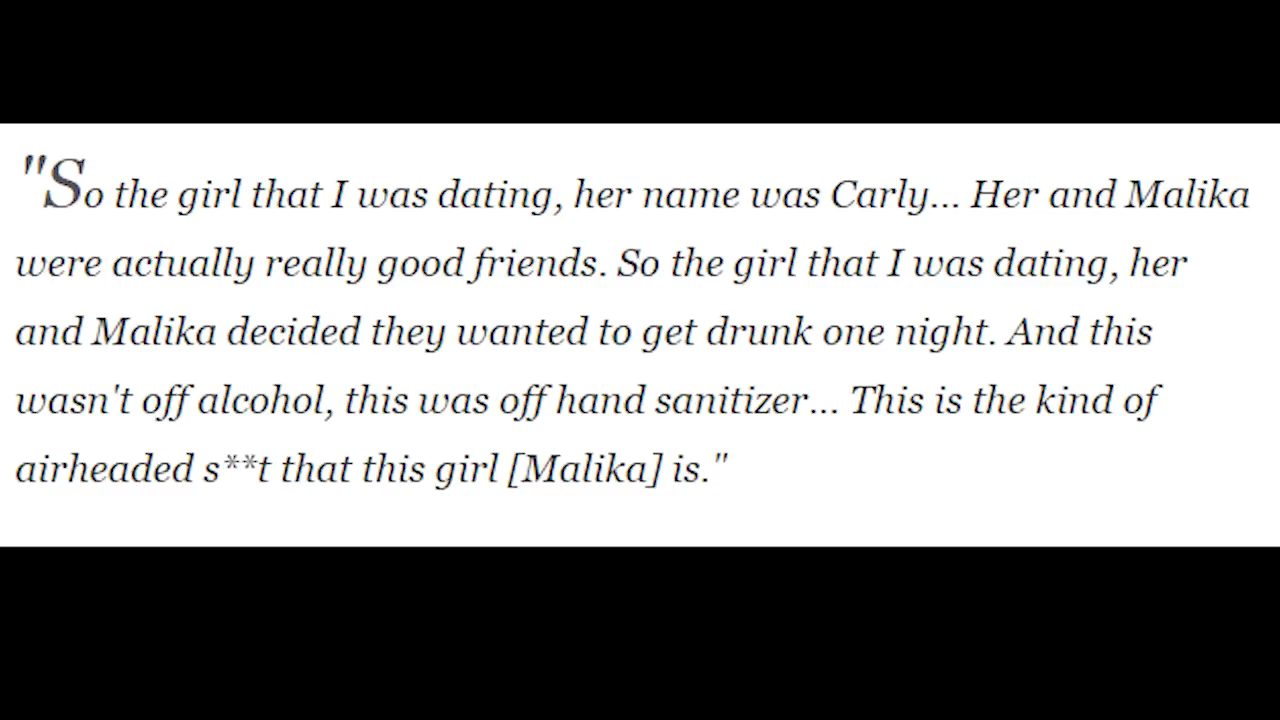 "So the girl that I was dating, her name was Carly... Her and Malika
were actually really good friends. So the girl that I was dating, her
and Malika decided they wanted to get drunk one night. And this
wasn't off alcohol, this was off hand sanitizer... This is the kind of
airheaded s**t that this girl [Malika] is."